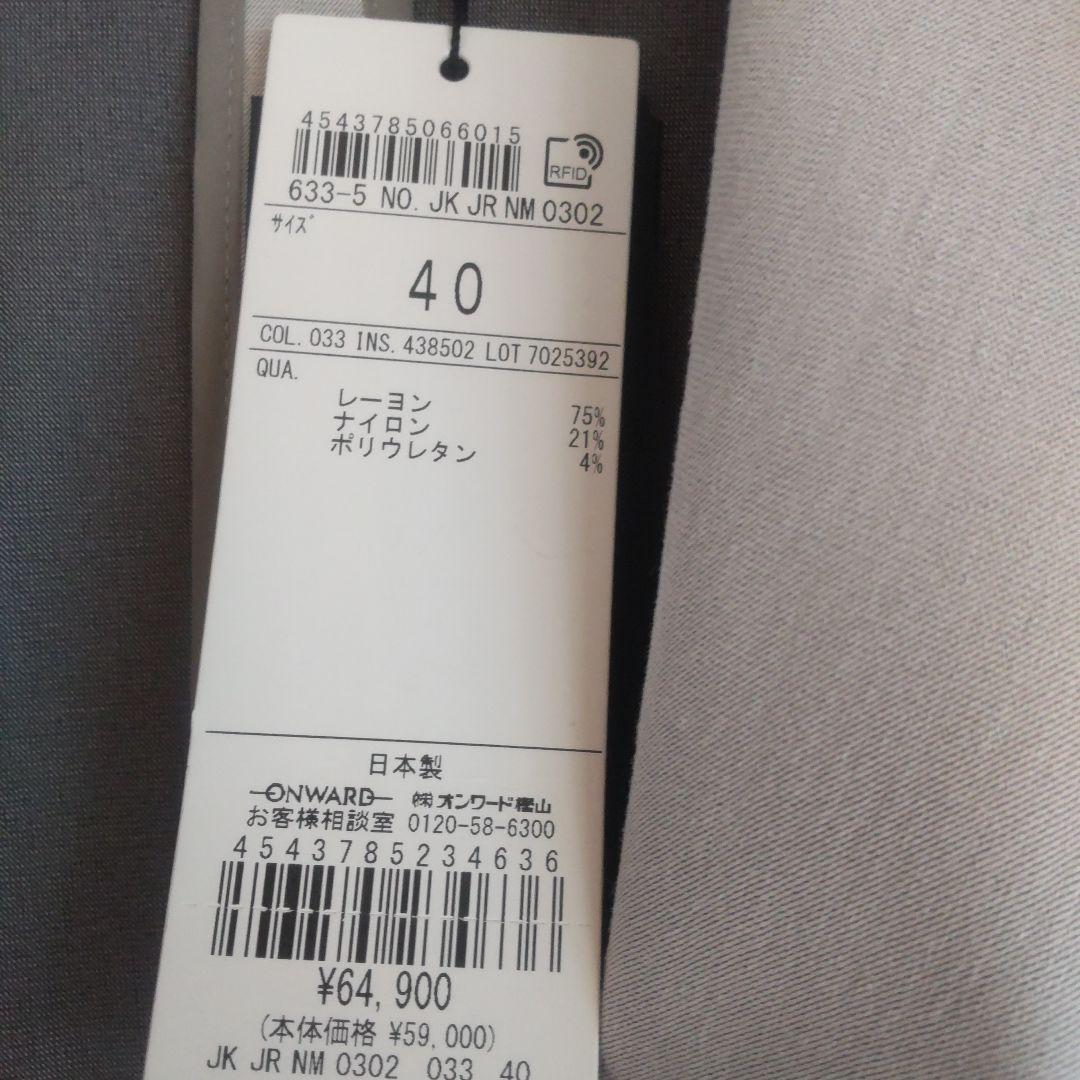 4543785066015
RFID
633-5 NO. JK JR NM 0302
サイズ
40
COL. 033 INS. 438502 LOT 7025392
QUA.
レーヨン 75%
ナイロン 21%
ポリウレタン 4%
日本製
ONWARD ㈱オンワード樫山
お客様相談室 0120-58-6300
4543785234636
¥64,900
(本体価格 ¥59,000)
JK JR NM 0302 033 40